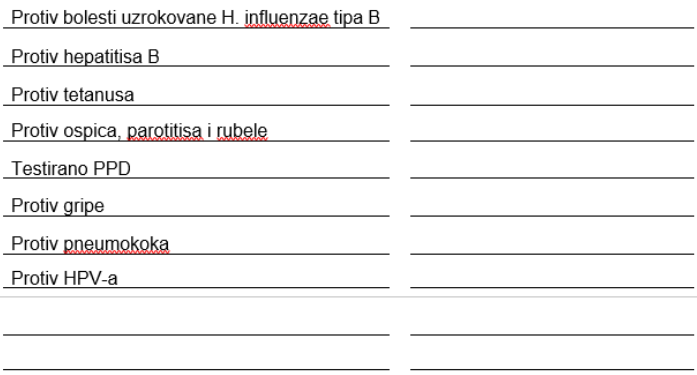 Protiv bolesti uzrokovane H. influenzae tipa B
Protiv hepatitisa B
Protiv tetanusa
Protiv ospica, parotitisa i rubele
Testirano PPD
Protiv gripe
Protiv pneumokoka
Protiv HPV-a